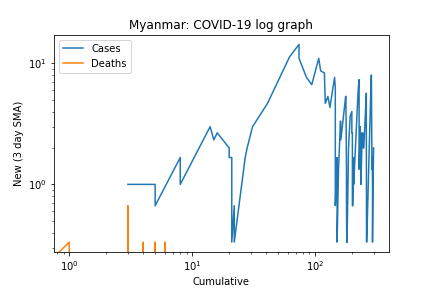 Myanmar: COVID-19 log graph
Cases
Deaths
New (3 day SMA)
10¹
10⁰
10⁰
10¹
10²
Cumulative